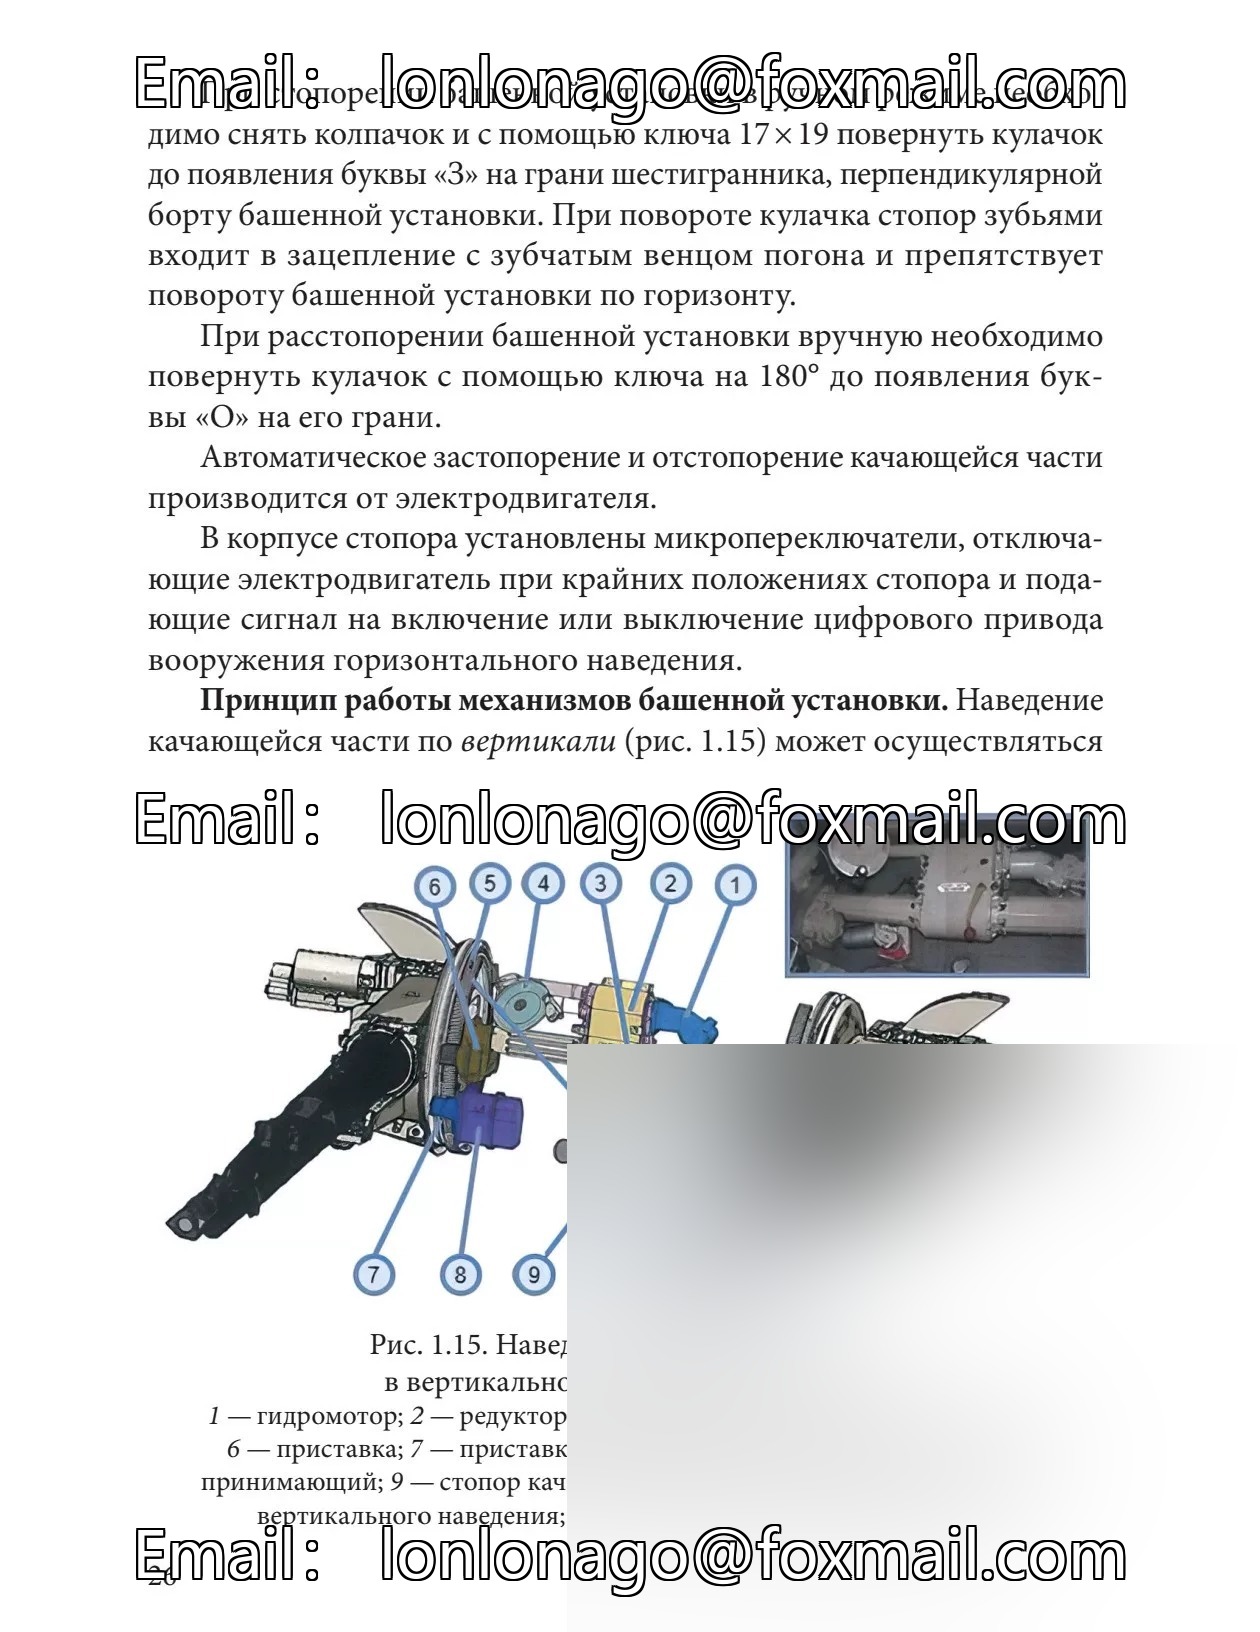 Email： lonlonago@foxmail.com
димо снять колпачок и с помощью ключа 17×19 повернуть кулачок
до появления буквы «З» на грани шестигранника, перпендикулярной
борту башенной установки. При повороте кулачка стопор зубьями
входит в зацепление с зубчатым венцом погона и препятствует
повороту башенной установки по горизонту.
При расстопорении башенной установки вручную необходимо
повернуть кулачок с помощью ключа на 180° до появления бук-
вы «О» на его грани.
Автоматическое застопорение и отстопорение качающейся части
производится от электродвигателя.
В корпусе стопора установлены микропереключатели, отключа-
ющие электродвигатель при крайних положениях стопора и пода-
ющие сигнал на включение или выключение цифрового привода
вооружения горизонтального наведения.
Принцип работы механизмов башенной установки. Наведение
качающейся части по вертикали (рис. 1.15) может осуществляться
Email： lonlonago@foxmail.com
6 5 4 3 2 1
7 8 9
Рис. 1.15. Навед
в вертикально
1 — гидромотор; 2 — редуктор
6 — приставка; 7 — приставк
принимающий; 9 — стопор кач
вертикального наведения;
Email： lonlonago@foxmail.com
26